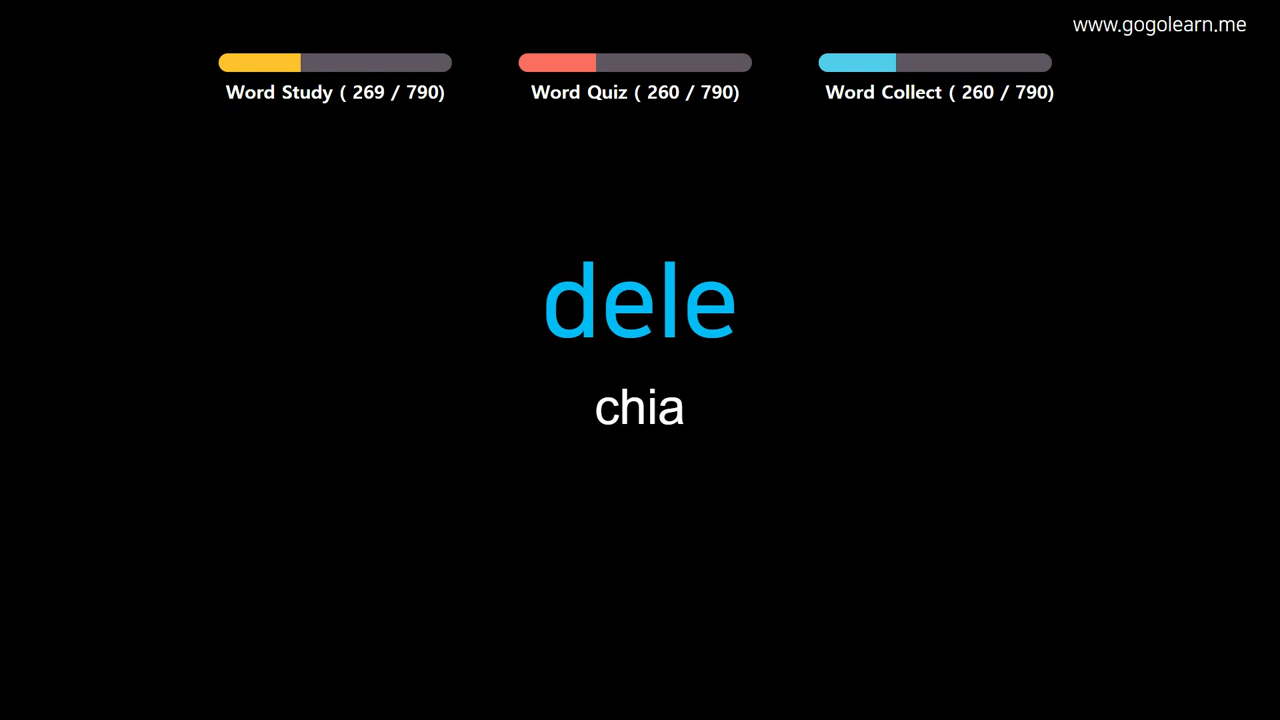 www.gogolearn.me
Word Study ( 269 / 790)
Word Quiz ( 260 / 790)
Word Collect ( 260 / 790)
dele
chia